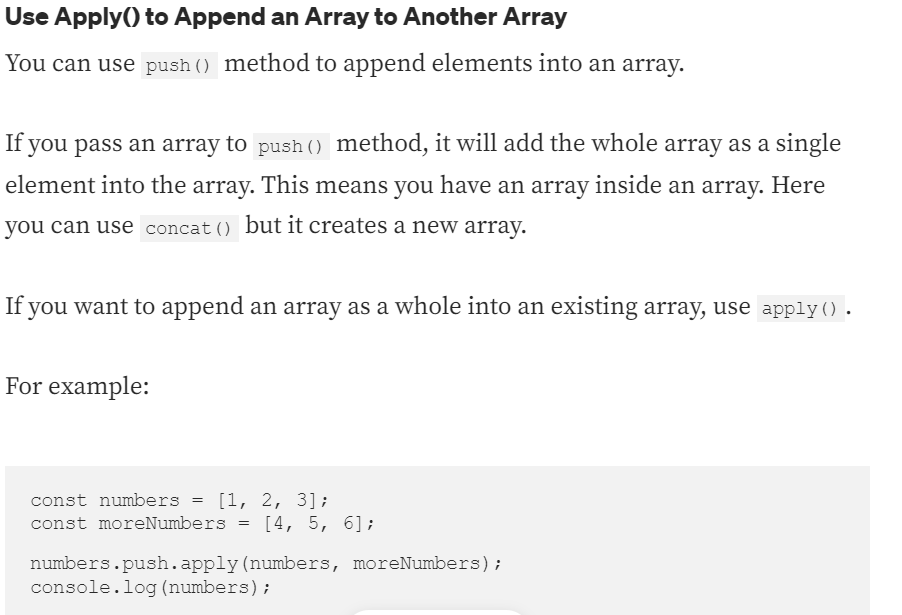 Use Apply() to Append an Array to Another Array
You can use push() method to append elements into an array.
If you pass an array to push() method, it will add the whole array as a single
element into the array. This means you have an array inside an array. Here
you can use concat() but it creates a new array.
If you want to append an array as a whole into an existing array, use apply().
For example:
const numbers = [1, 2, 3];
const moreNumbers = [4, 5, 6];
numbers.push.apply(numbers, moreNumbers);
console.log(numbers);